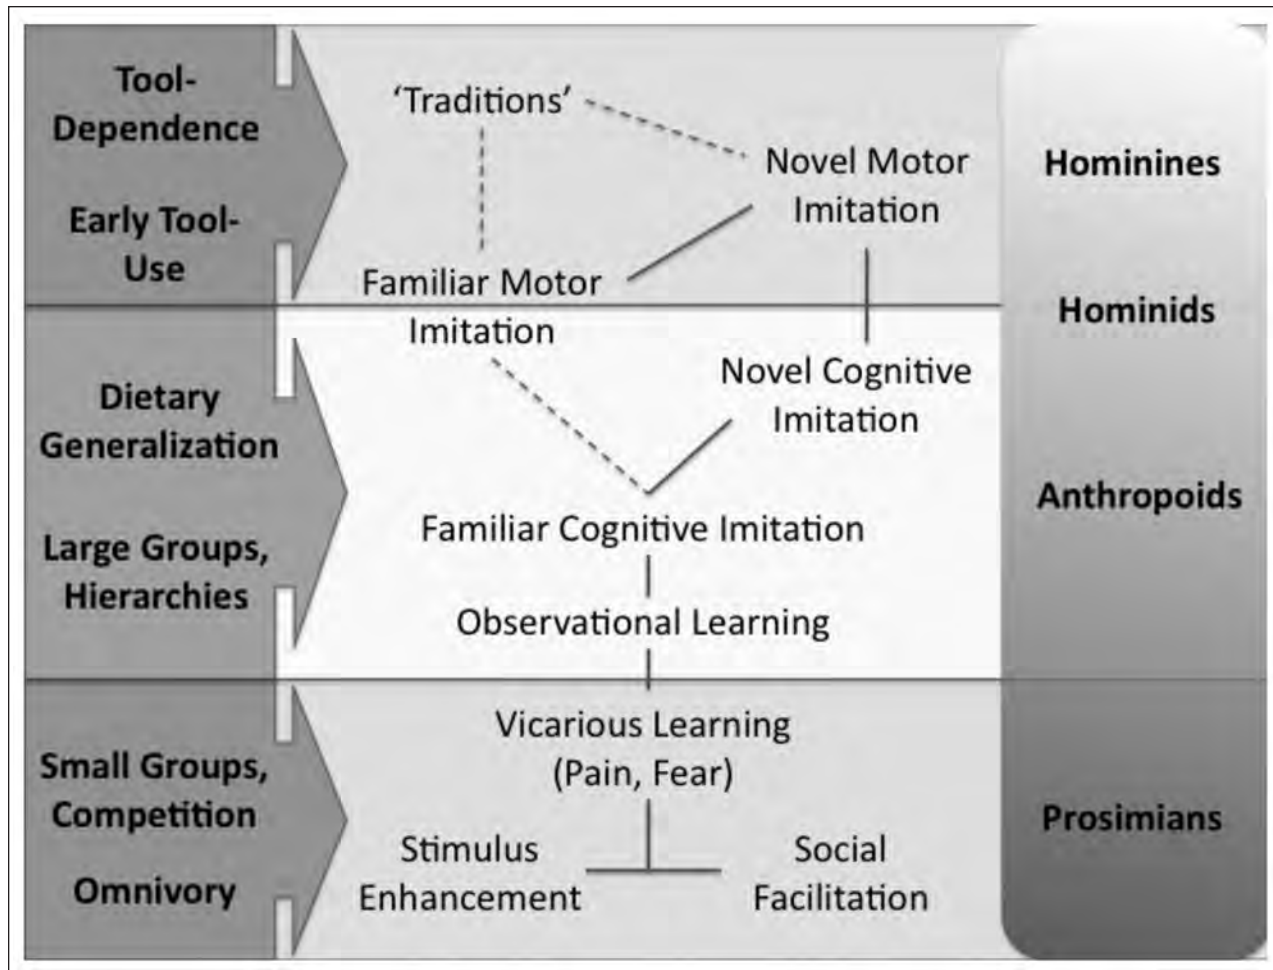 Tool-
Dependence
Early Tool-
Use
'Traditions'
Novel Motor
Imitation
Familiar Motor
Imitation
Hominines
Hominids
Dietary
Generalization
Large Groups,
Hierarchies
Novel Cognitive
Imitation
Familiar Cognitive Imitation
Observational Learning
Anthropoids
Small Groups,
Competition
Omnivory
Vicarious Learning
(Pain, Fear)
Stimulus
Enhancement
Social
Facilitation
Prosimians